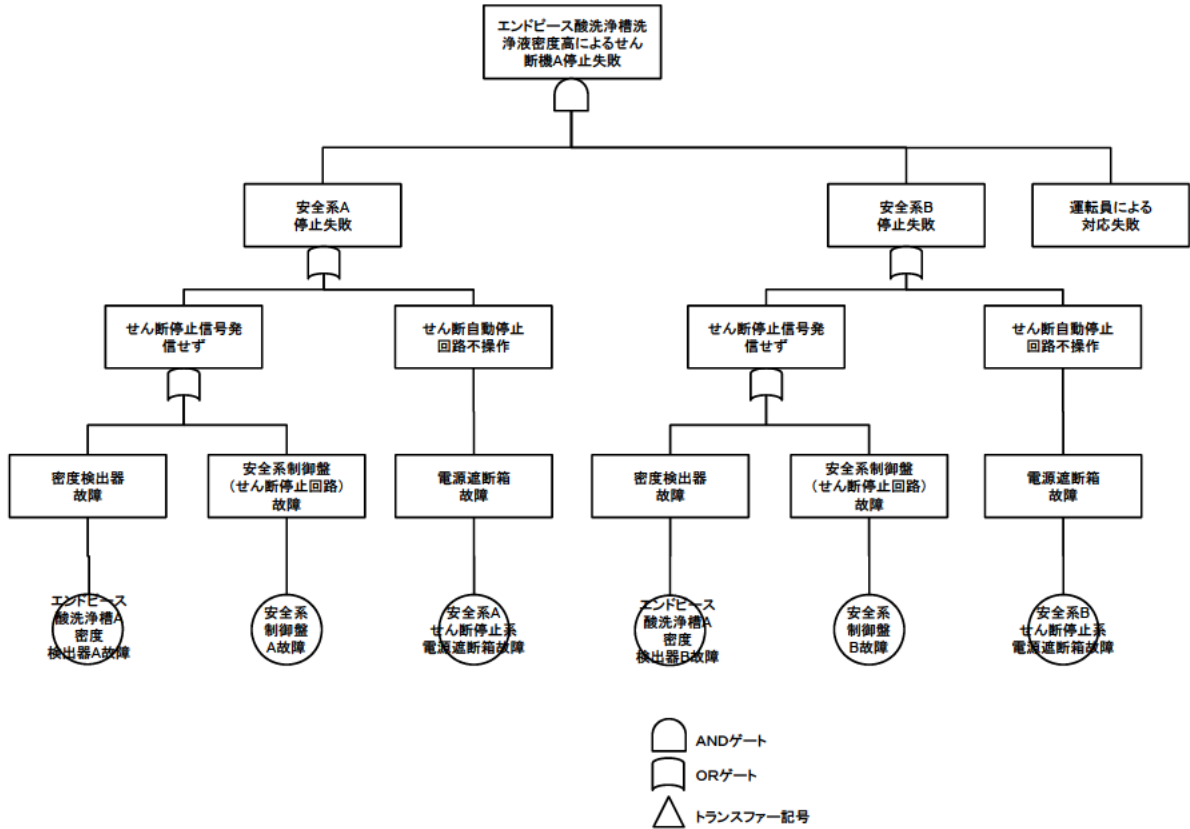 エンドピース酸洗浄槽洗
浄液密度高によるせん
断機A停止失敗
安全系A
停止失敗
安全系B
停止失敗
運転員による
対応失敗
せん断停止信号発
信せず
せん断自動停止
回路不操作
せん断停止信号発
信せず
せん断自動停止
回路不操作
密度検出器
故障
安全系制御盤
（せん断停止回路）
故障
電源遮断箱
故障
密度検出器
故障
安全系制御盤
（せん断停止回路）
故障
電源遮断箱
故障
エンドピース
酸洗浄槽A
密度
検出器A故障
安全系
制御盤
A故障
安全系A
せん断停止系
電源遮断箱故障
エンドピース
酸洗浄槽A
密度
検出器B故障
安全系
制御盤
B故障
安全系B
せん断停止系
電源遮断箱故障
ANDゲート
ORゲート
トランスファー記号